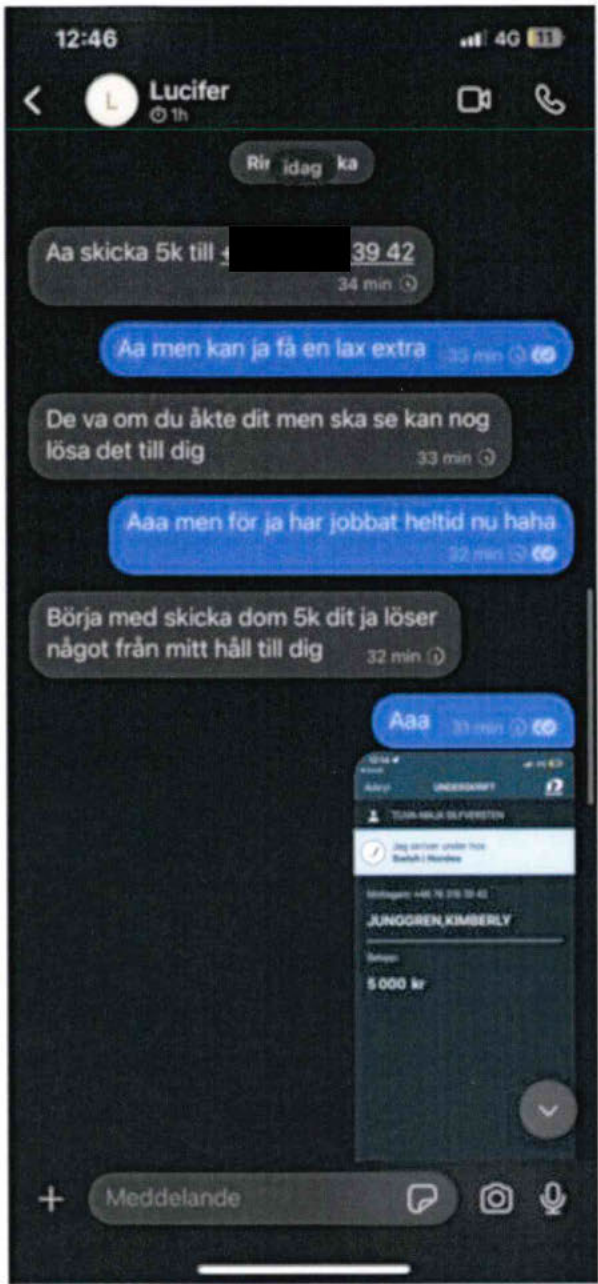 12:46
4G 11
L Lucifer
1h
idag
Aa skicka 5k till 39 42
34 min
Aa men kan ja få en lax extra 33 min
De va om du åkte dit men ska se kan nog
lösa det till dig 33 min
Aaa men för ja har jobbat heltid nu haha
32 min
Börja med skicka dom 5k dit ja löser
något från mitt håll till dig 32 min
Aaa 31 min
Avbryt UNDERSKRIFT
Jag skriver under hos
Swish i Nordea
JUNGGREN,KIMBERLY
Belopp
5 000 kr
Meddelande